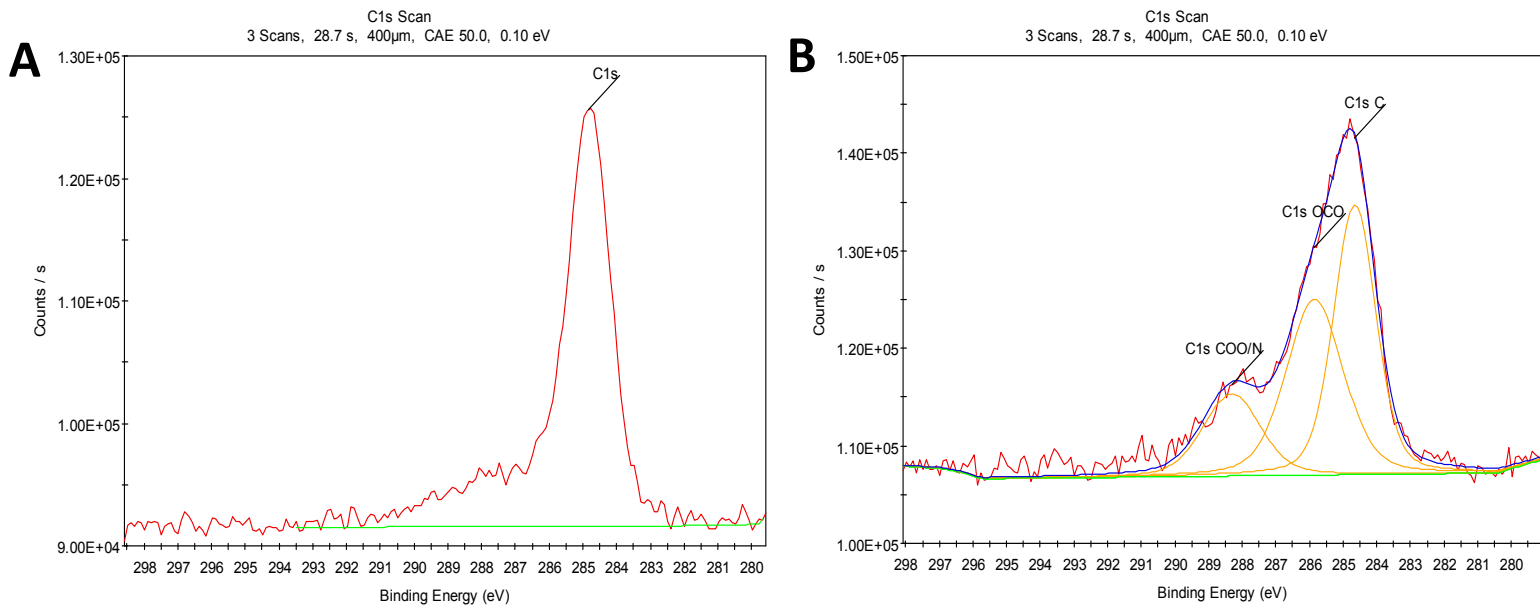 A
C1s Scan
3 Scans, 28.7 s, 400µm, CAE 50.0, 0.10 eV
1.30E+05
C1s
1.20E+05
1.10E+05
1.00E+05
9.00E+04
Counts / s
298 297 296 295 294 293 292 291 290 289 288 287 286 285 284 283 282 281 280
Binding Energy (eV)
B
C1s Scan
3 Scans, 28.7 s, 400µm, CAE 50.0, 0.10 eV
1.50E+05
C1s C
1.40E+05
C1s OCO
1.30E+05
C1s COO/N
1.20E+05
1.10E+05
1.00E+05
Counts / s
298 297 296 295 294 293 292 291 290 289 288 287 286 285 284 283 282 281 280
Binding Energy (eV)